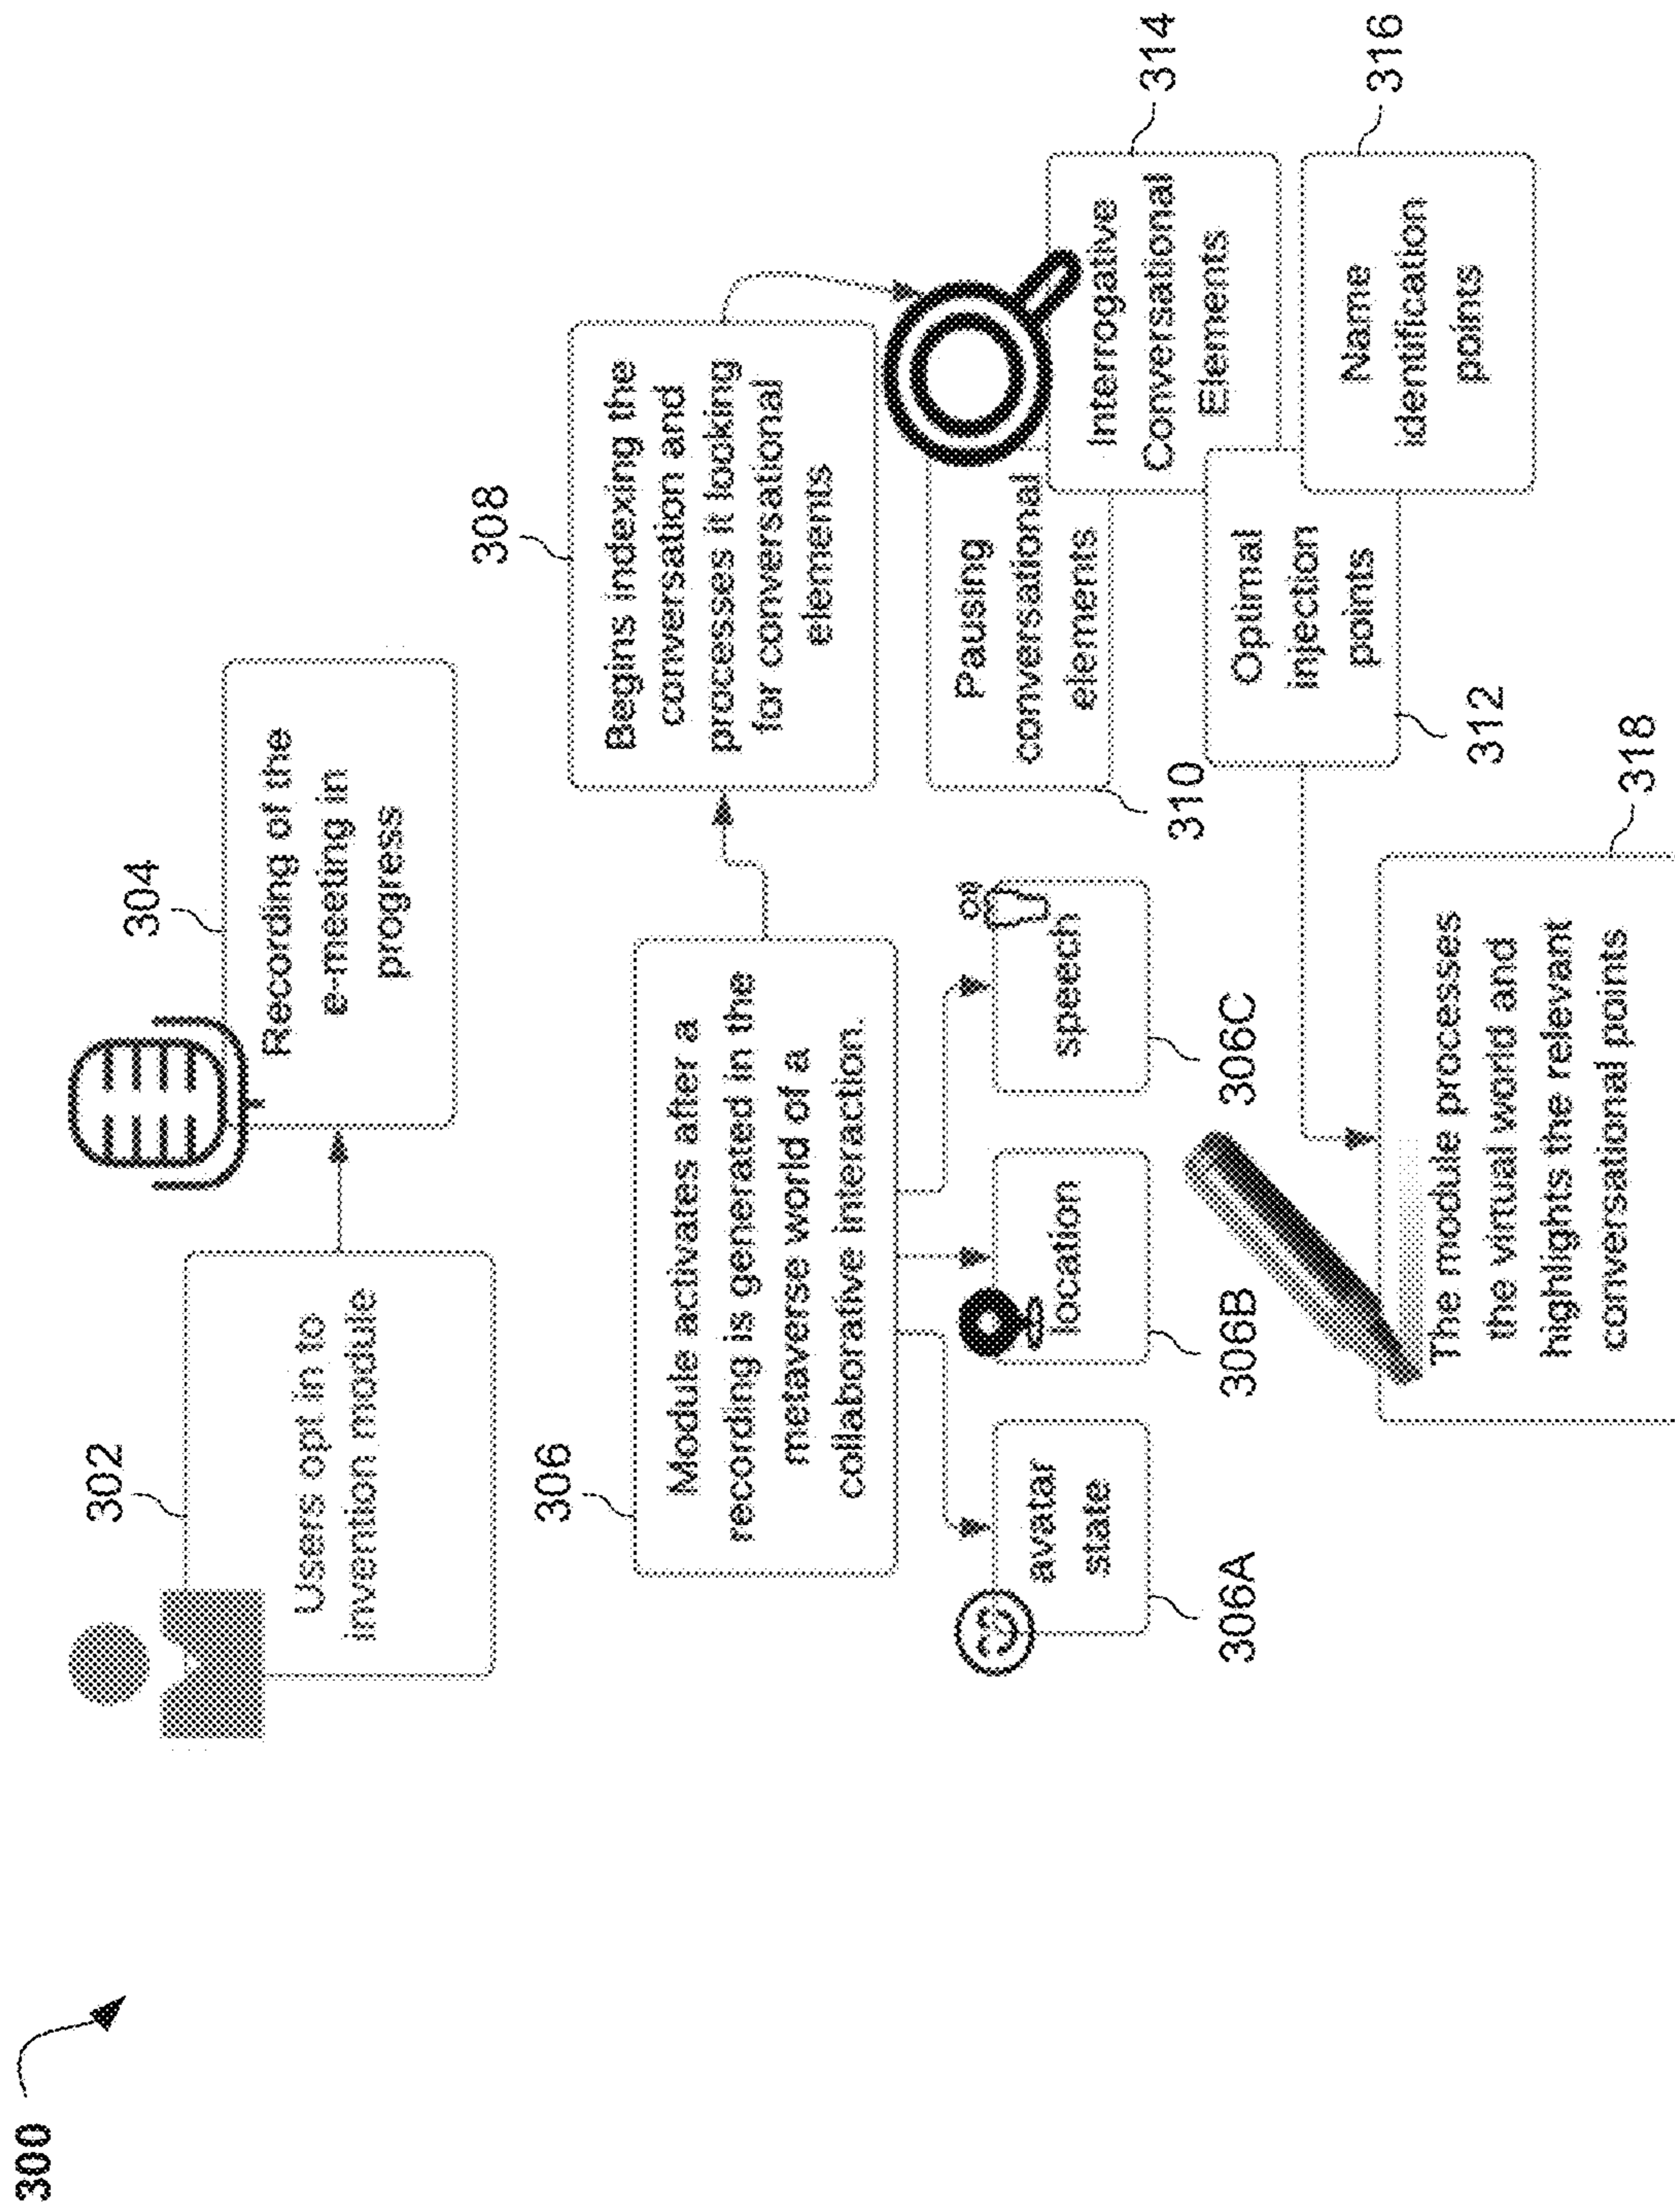 300
302
Users opt in to
invention module
304
Recording of the
e-meeting in
progress
306
Module activates after a
recording is generated in the
metaverse world of a
collaborative interaction.
306A
avatar
state
306B
location
306C
speech
308
Begins indexing the
conversation and
processes it looking
for conversational
elements
310
Pausing
conversational
elements
314
Interrogative
Conversational
Elements
312
Optimal
injection
points
316
Name
identification
points
318
The module processes
the virtual world and
highlights the relevant
conversational points